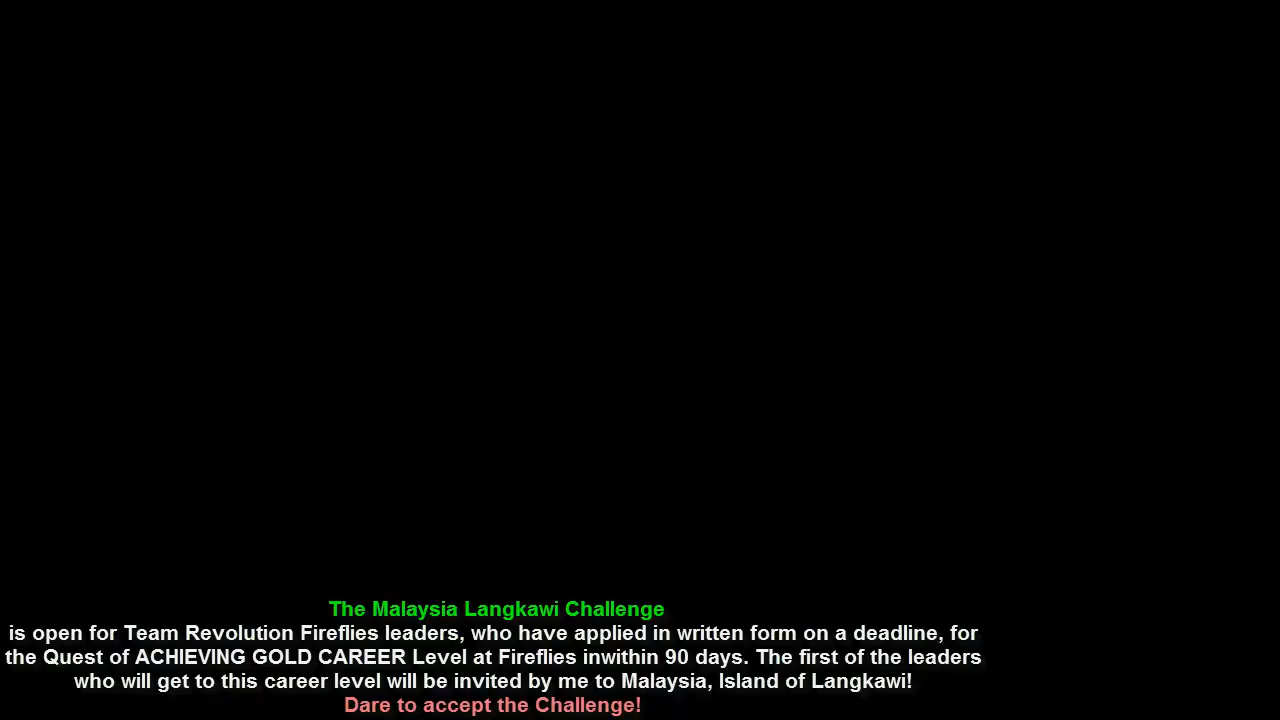 The Malaysia Langkawi Challenge
is open for Team Revolution Fireflies leaders, who have applied in written form on a deadline, for
the Quest of ACHIEVING GOLD CAREER Level at Fireflies inwithin 90 days. The first of the leaders
who will get to this career level will be invited by me to Malaysia, Island of Langkawi!
Dare to accept the Challenge!